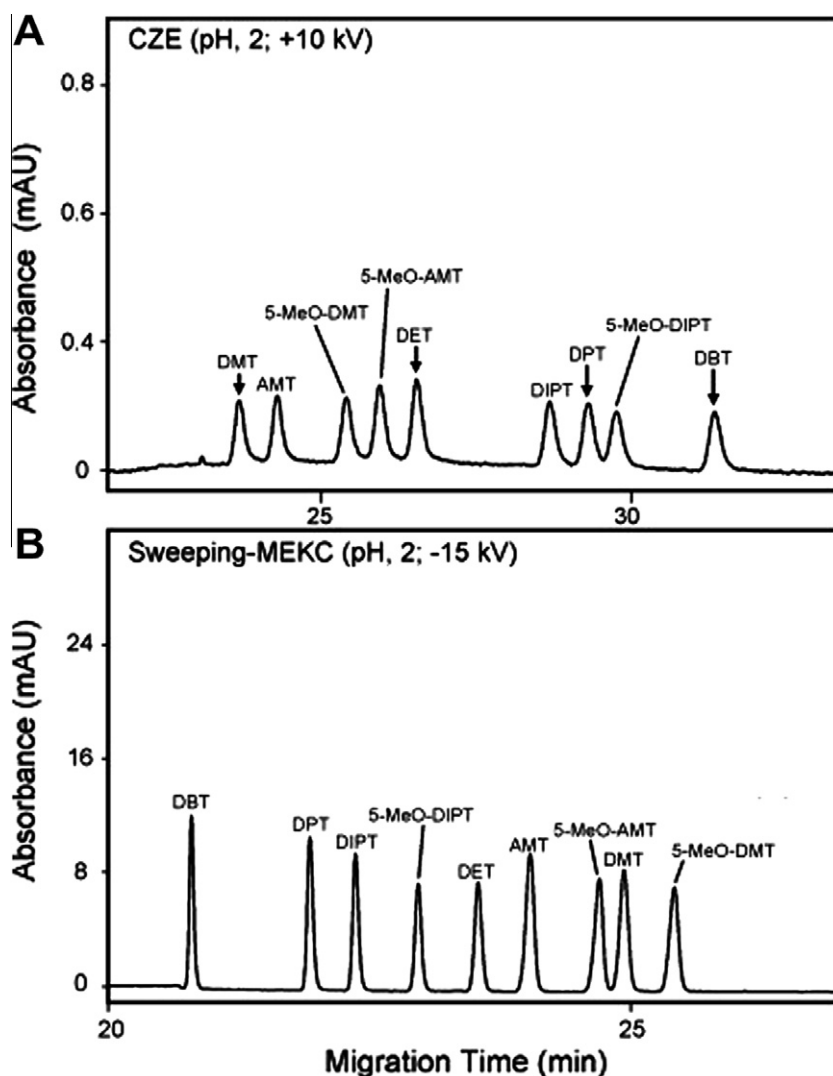 A
CZE (pH, 2; +10 kV)
Absorbance (mAU)
0.8
0.6
0.4
0.2
0
5-MeO-AMT
5-MeO-DMT
DET
5-MeO-DIPT
DMT
AMT
DPT
DIPT
DBT
25
30
B
Sweeping-MEKC (pH, 2; -15 kV)
Absorbance (mAU)
24
16
8
0
DBT
DPT
DIPT
5-MeO-DIPT
DET
AMT
5-MeO-AMT
DMT
5-MeO-DMT
20
25
Migration Time (min)